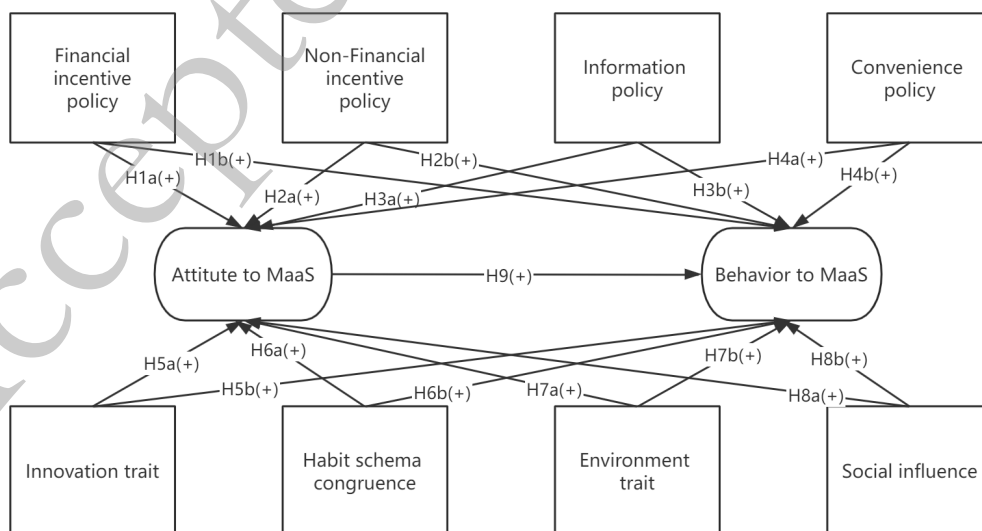 Financial
incentive
policy
Non-Financial
incentive
policy
Information
policy
Convenience
policy
H1b(+)
H2b(+)
H4a(+)
H1a(+)
H2a(+)
H3a(+)
H3b(+)
H4b(+)
Attitute to MaaS
H9(+)
Behavior to MaaS
H5a(+)
H6a(+)
H7b(+)
H8b(+)
H5b(+)
H6b(+)
H7a(+)
H8a(+)
Innovation trait
Habit schema
congruence
Environment
trait
Social influence